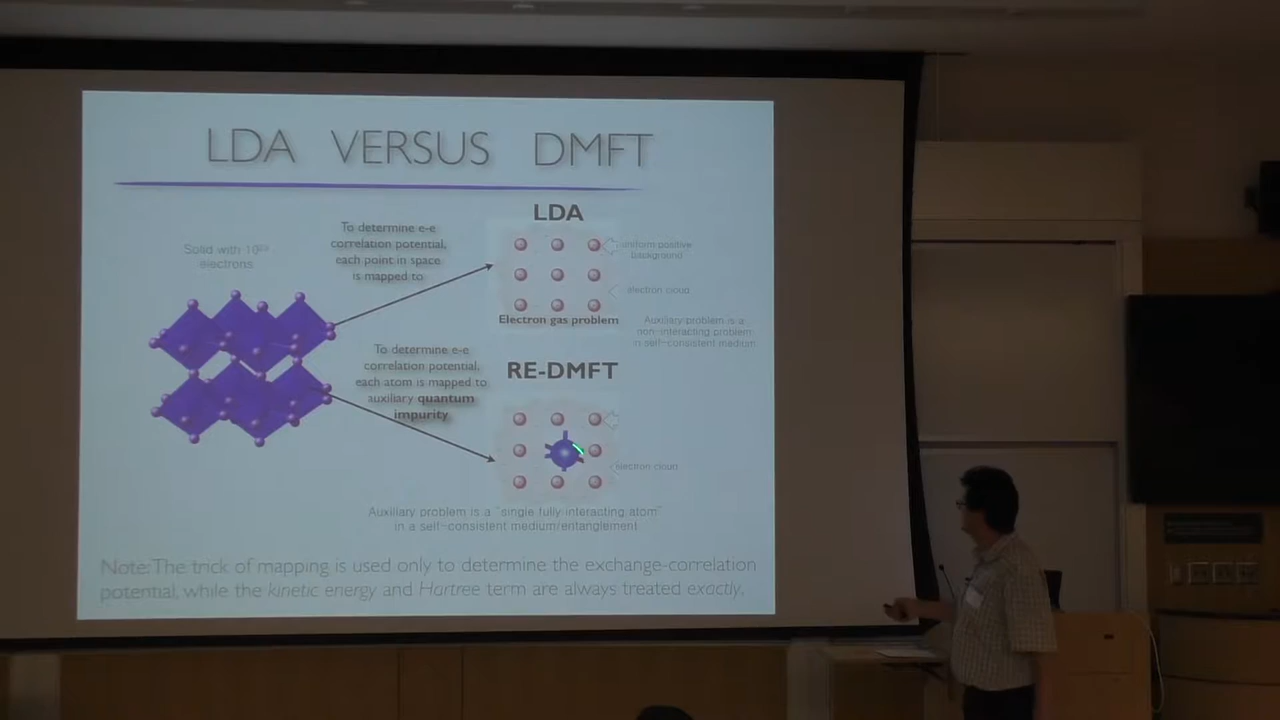 LDA VERSUS DMFT
Solid with
electrons
To determine e-e
correlation potential,
each point in space
is mapped to
LDA
uniform positive
background
electron cloud
Electron gas problem
Auxiliary problem is a
non-interacting problem
self-consistent medium
To determine e-e
correlation potential,
each atom is mapped to
auxiliary quantum
impurity
RE-DMFT
electron cloud
Auxiliary problem is a "single fully interacting atom"
in a self-consistent medium/entanglement
Note: The trick of mapping is used only to determine the exchange-correlation
potential, while the kinetic energy and Hartree term are always treated exactly.